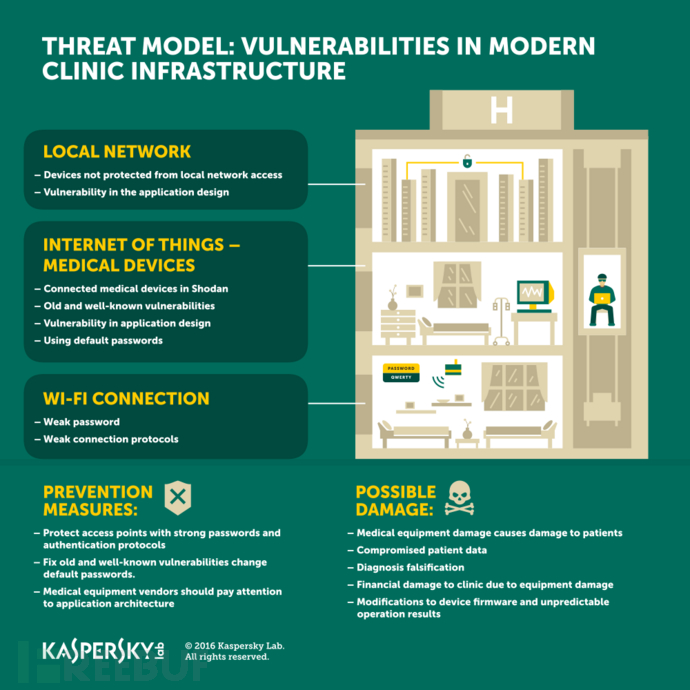 THREAT MODEL: VULNERABILITIES IN MODERN
CLINIC INFRASTRUCTURE
H
LOCAL NETWORK
– Devices not protected from local network access
– Vulnerability in the application design
INTERNET OF THINGS –
MEDICAL DEVICES
– Connected medical devices in Shodan
– Old and well-known vulnerabilities
– Vulnerability in application design
– Using default passwords
WI-FI CONNECTION
– Weak password
– Weak connection protocols
PASSWORD
QWERTY
PREVENTION
MEASURES:
– Protect access points with strong passwords and
authentication protocols
– Fix old and well-known vulnerabilities change
default passwords.
– Medical equipment vendors should pay attention
to application architecture
POSSIBLE
DAMAGE:
– Medical equipment damage causes damage to patients
– Compromised patient data
– Diagnosis falsification
– Financial damage to clinic due to equipment damage
– Modifications to device firmware and unpredictable
operation results
KASPERSKY lab
© 2016 Kaspersky Lab.
All rights reserved.
FREEBUF